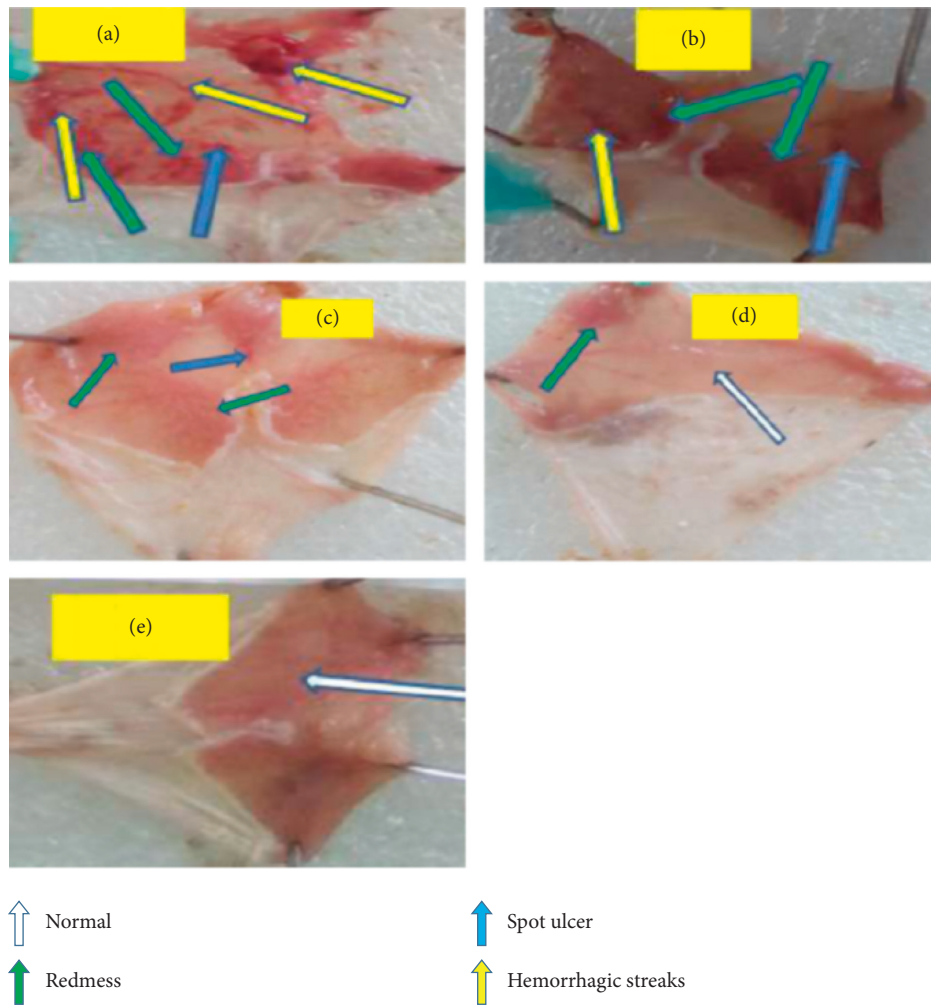 (a)
(b)
(c)
(d)
(e)
Normal
Spot ulcer
Redmess
Hemorrhagic streaks